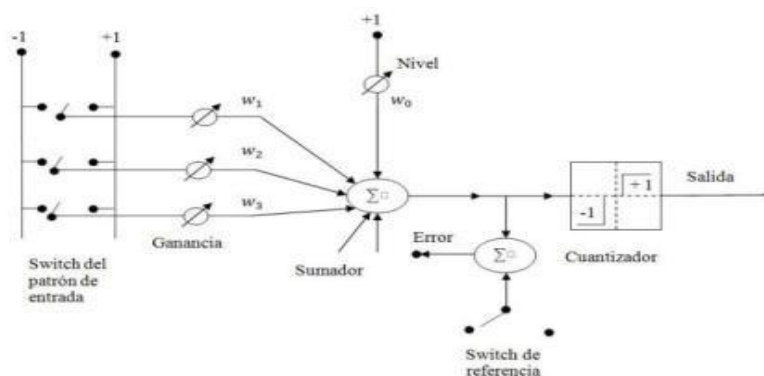 +1
-1
+1
Nivel
w₁
w₀
w₂
w₃
Σ□
+1
-1
Salida
Ganancia
Sumador
Error
Σ□
Cuantizador
Switch del
patrón de
entrada
Switch de
referencia